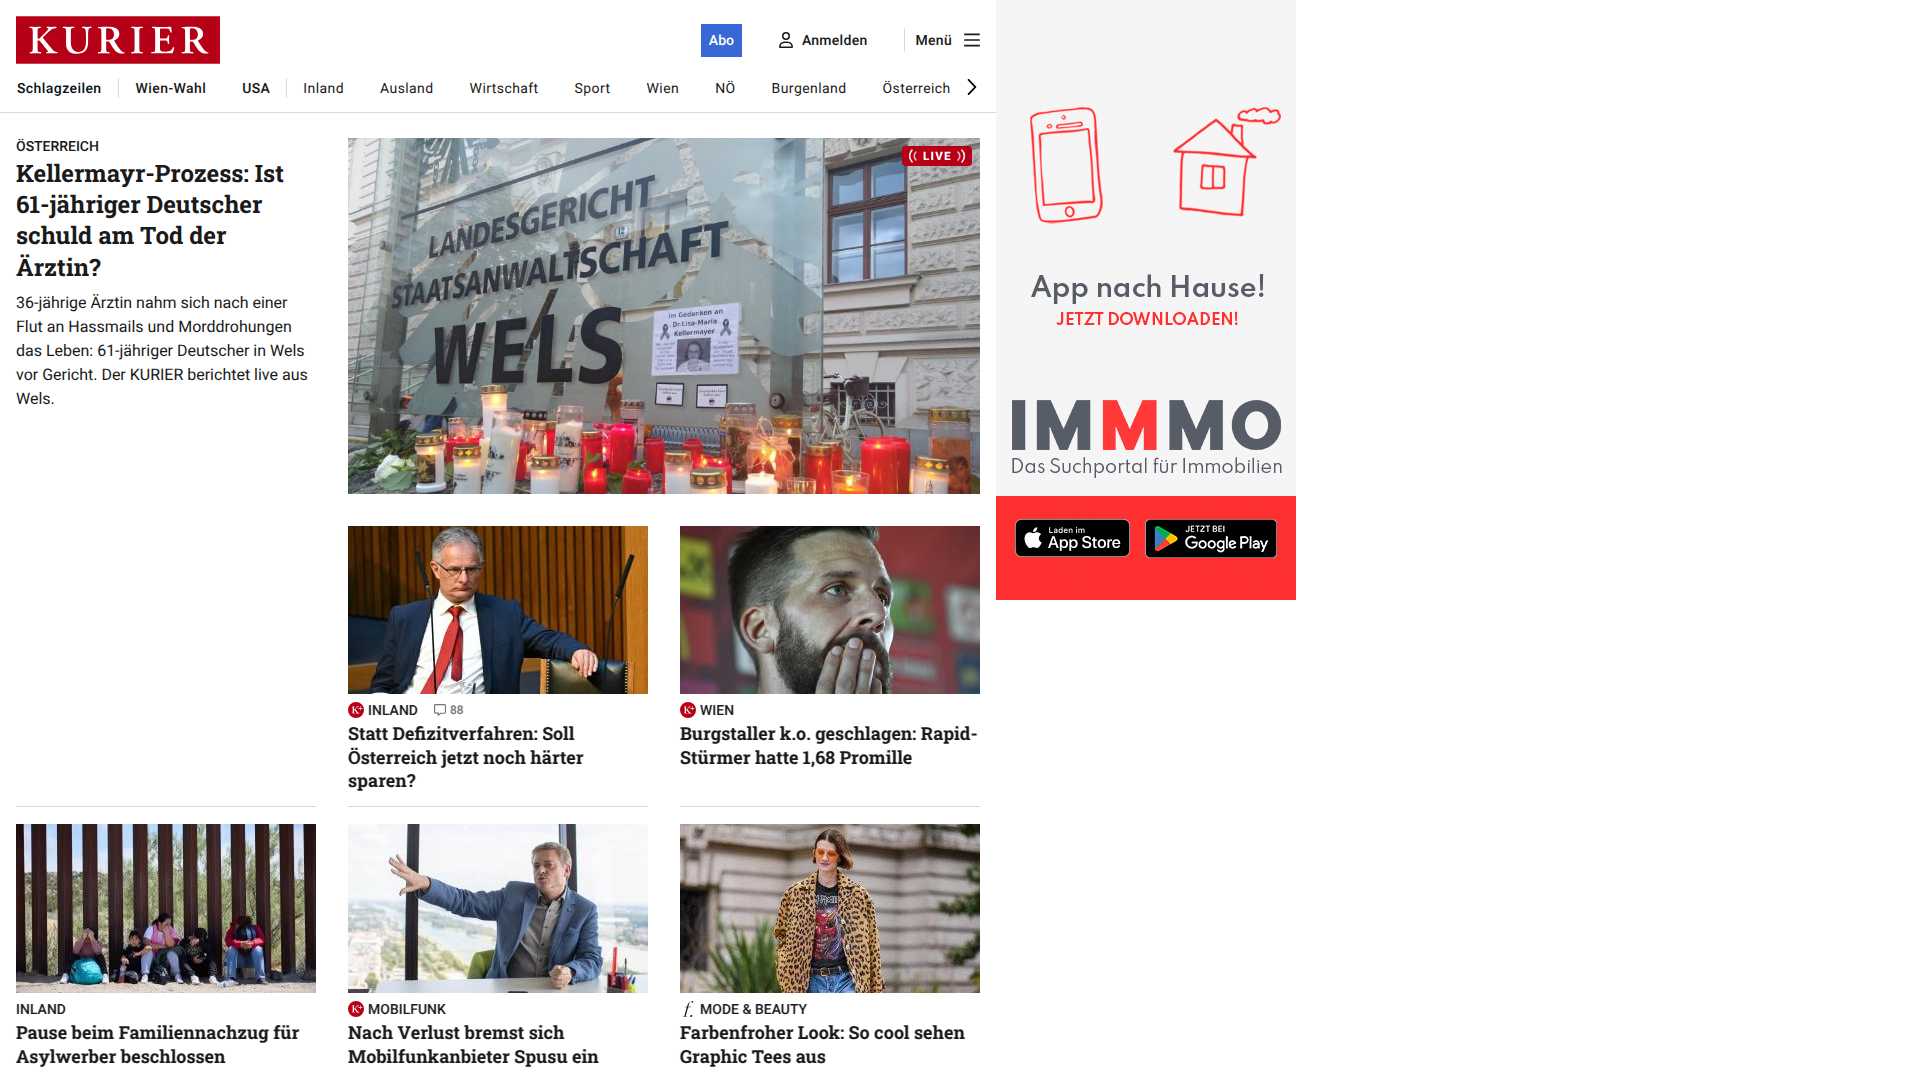 KURIER
Abo
Anmelden
Menü
Schlagzeilen
Wien-Wahl
USA
Inland
Ausland
Wirtschaft
Sport
Wien
NÖ
Burgenland
Österreich
ÖSTERREICH
Kellermayr-Prozess: Ist
61-jähriger Deutscher
schuld am Tod der
Ärztin?
36-jährige Ärztin nahm sich nach einer
Flut an Hassmails und Morddrohungen
das Leben: 61-jähriger Deutscher in Wels
vor Gericht. Der KURIER berichtet live aus
Wels.
LIVE
LANDESGERICHT
STAATSANWALTSCHAFT
WELS
Im Gedenken an
Dr.Lisa-Maria
Kellermayer
K+ INLAND 88
Statt Defizitverfahren: Soll
Österreich jetzt noch härter
sparen?
K+ WIEN
Burgstaller k.o. geschlagen: Rapid-
Stürmer hatte 1,68 Promille
INLAND
Pause beim Familiennachzug für
Asylwerber beschlossen
K+ MOBILFUNK
Nach Verlust bremst sich
Mobilfunkanbieter Spusu ein
f. MODE & BEAUTY
Farbenfroher Look: So cool sehen
Graphic Tees aus
App nach Hause!
JETZT DOWNLOADEN!
IMMMO
Das Suchportal für Immobilien
Laden im
App Store
JETZT BEI
Google Play